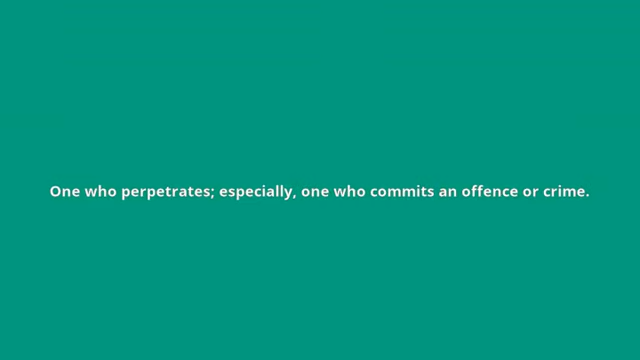 One who perpetrates; especially, one who commits an offence or crime.